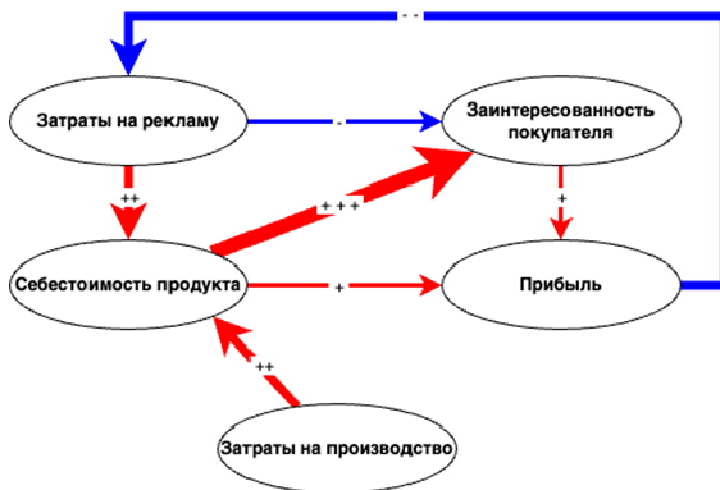 - -
Затраты на рекламу
-
Заинтересованность
покупателя
++
+ + +
+
Себестоимость продукта
+
Прибыль
++
Затраты на производство